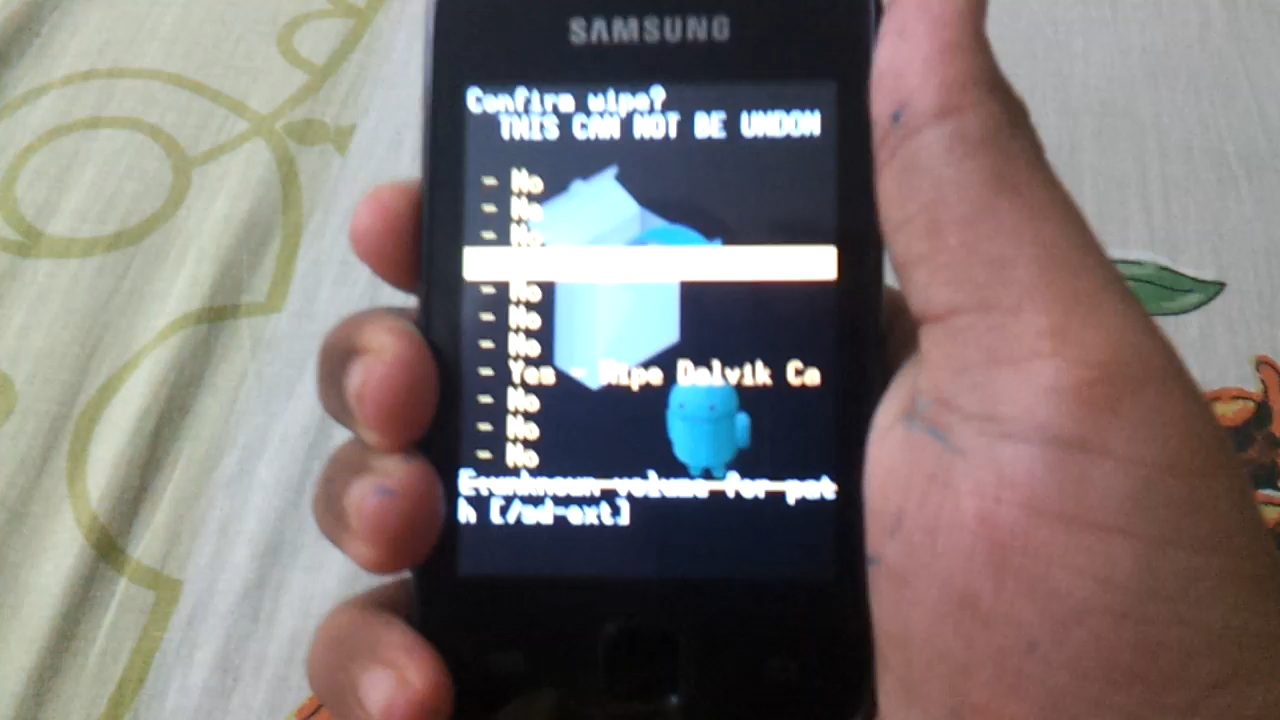 SAMSUNG
Confirm wipe?
THIS CAN NOT BE UNDON
- No
- No
- No
- No
- No
- No
- Yes - Wipe Dalvik Ca
- No
- No
- No
E:unknown volume for pat
h [/sd-ext]